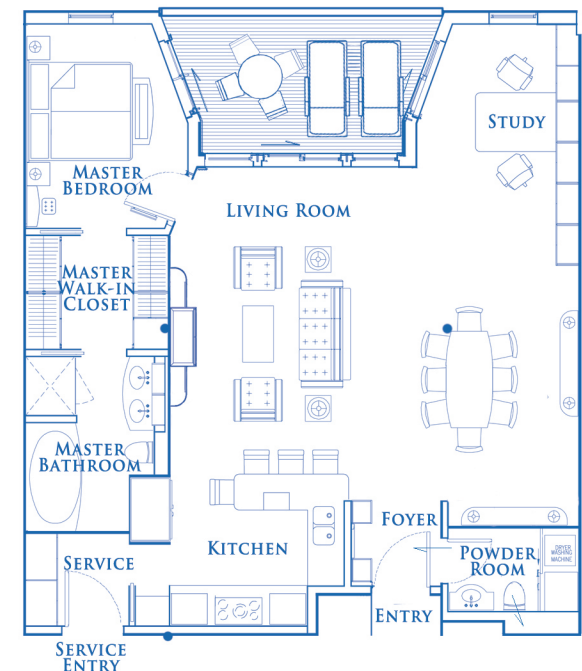 STUDY
MASTER
BEDROOM
LIVING ROOM
MASTER
WALK-IN
CLOSET
MASTER
BATHROOM
FOYER
KITCHEN
POWDER
ROOM
DRYER
WASHING
MACHINE
SERVICE
ENTRY
SERVICE
ENTRY